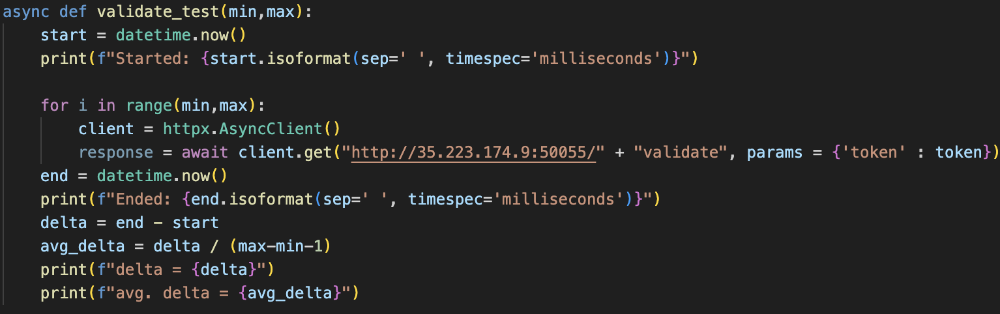 async def validate_test(min,max):
    start = datetime.now()
    print(f"Started: {start.isoformat(sep=' ', timespec='milliseconds')}")

    for i in range(min,max):
        client = httpx.AsyncClient()
        response = await client.get("http://35.223.174.9:50055/" + "validate", params = {'token' : token})
    end = datetime.now()
    print(f"Ended: {end.isoformat(sep=' ', timespec='milliseconds')}")
    delta = end - start
    avg_delta = delta / (max-min-1)
    print(f"delta = {delta}")
    print(f"avg. delta = {avg_delta}")